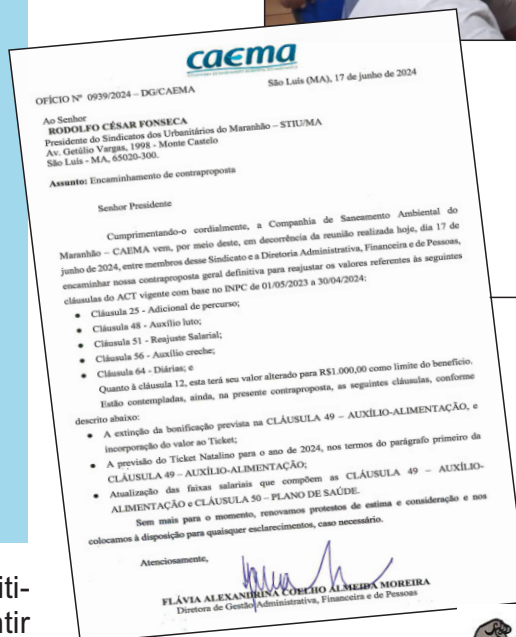 caema
OFÍCIO Nº 0939/2024 – DG/CAEMA
São Luís (MA), 17 de junho de 2024
Ao Senhor
RODOLFO CÉSAR FONSECA
Presidente do Sindicatos dos Urbanitários do Maranhão – STIU/MA
Av. Getúlio Vargas, 1998 - Monte Castelo
São Luís - MA, 65020-300.
Assunto: Encaminhamento de contraproposta
Senhor Presidente
Cumprimentando-o cordialmente, a Companhia de Saneamento Ambiental do
Maranhão – CAEMA vem, por meio deste, em decorrência da reunião realizada hoje, dia 17 de
junho de 2024, entre membros desse Sindicato e a Diretoria Administrativa, Financeira e de Pessoas,
encaminhar nossa contraproposta geral definitiva para reajustar os valores referentes às seguintes
cláusulas do ACT vigente com base no INPC de 01/05/2023 a 30/04/2024:
• Cláusula 25 - Adicional de percurso;
• Cláusula 48 - Auxílio luto;
• Cláusula 51 - Reajuste Salarial;
• Cláusula 56 - Auxílio creche;
• Cláusula 64 - Diárias; e
Quanto à cláusula 12, esta terá seu valor alterado para R$1.000,00 como limite do benefício.
Estão contempladas, ainda, na presente contraproposta, as seguintes cláusulas, conforme
descrito abaixo:
• A extinção da bonificação prevista na CLÁUSULA 49 – AUXÍLIO-ALIMENTAÇÃO, e
incorporação do valor ao Ticket;
• A previsão do Ticket Natalino para o ano de 2024, nos termos do parágrafo primeiro da
CLÁUSULA 49 – AUXÍLIO-ALIMENTAÇÃO;
• Atualização das faixas salariais que compõem as CLÁUSULA 49 – AUXÍLIO-
ALIMENTAÇÃO e CLÁUSULA 50 – PLANO DE SAÚDE.
Sem mais para o momento, renovamos protestos de estima e consideração e nos
colocamos à disposição para quaisquer esclarecimentos, caso necessário.
Atenciosamente,
FLÁVIA ALEXANDRINA COELHO ALMEIDA MOREIRA
Diretora de Gestão Administrativa, Financeira e de Pessoas
iti-
ntir